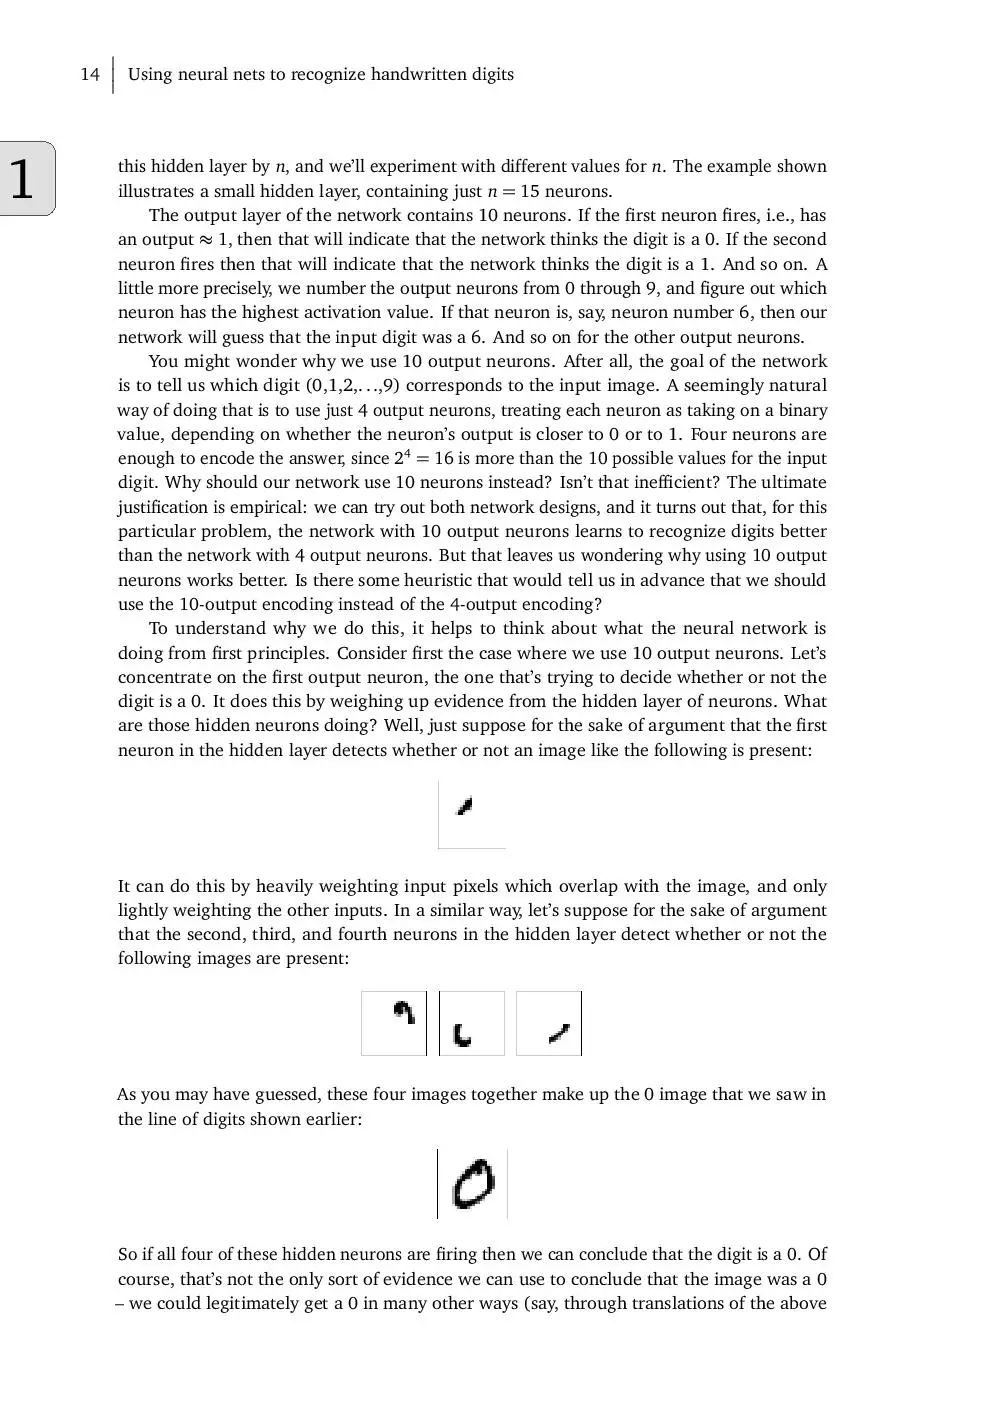 14 Using neural nets to recognize handwritten digits
1
this hidden layer by n, and we’ll experiment with different values for n. The example shown
illustrates a small hidden layer, containing just n = 15 neurons.
The output layer of the network contains 10 neurons. If the first neuron fires, i.e., has
an output ≈ 1, then that will indicate that the network thinks the digit is a 0. If the second
neuron fires then that will indicate that the network thinks the digit is a 1. And so on. A
little more precisely, we number the output neurons from 0 through 9, and figure out which
neuron has the highest activation value. If that neuron is, say, neuron number 6, then our
network will guess that the input digit was a 6. And so on for the other output neurons.
You might wonder why we use 10 output neurons. After all, the goal of the network
is to tell us which digit (0,1,2,...,9) corresponds to the input image. A seemingly natural
way of doing that is to use just 4 output neurons, treating each neuron as taking on a binary
value, depending on whether the neuron’s output is closer to 0 or to 1. Four neurons are
enough to encode the answer, since 2⁴ = 16 is more than the 10 possible values for the input
digit. Why should our network use 10 neurons instead? Isn’t that inefficient? The ultimate
justification is empirical: we can try out both network designs, and it turns out that, for this
particular problem, the network with 10 output neurons learns to recognize digits better
than the network with 4 output neurons. But that leaves us wondering why using 10 output
neurons works better. Is there some heuristic that would tell us in advance that we should
use the 10-output encoding instead of the 4-output encoding?
To understand why we do this, it helps to think about what the neural network is
doing from first principles. Consider first the case where we use 10 output neurons. Let’s
concentrate on the first output neuron, the one that’s trying to decide whether or not the
digit is a 0. It does this by weighing up evidence from the hidden layer of neurons. What
are those hidden neurons doing? Well, just suppose for the sake of argument that the first
neuron in the hidden layer detects whether or not an image like the following is present:
It can do this by heavily weighting input pixels which overlap with the image, and only
lightly weighting the other inputs. In a similar way, let’s suppose for the sake of argument
that the second, third, and fourth neurons in the hidden layer detect whether or not the
following images are present:
As you may have guessed, these four images together make up the 0 image that we saw in
the line of digits shown earlier:
0
So if all four of these hidden neurons are firing then we can conclude that the digit is a 0. Of
course, that’s not the only sort of evidence we can use to conclude that the image was a 0
– we could legitimately get a 0 in many other ways (say, through translations of the above